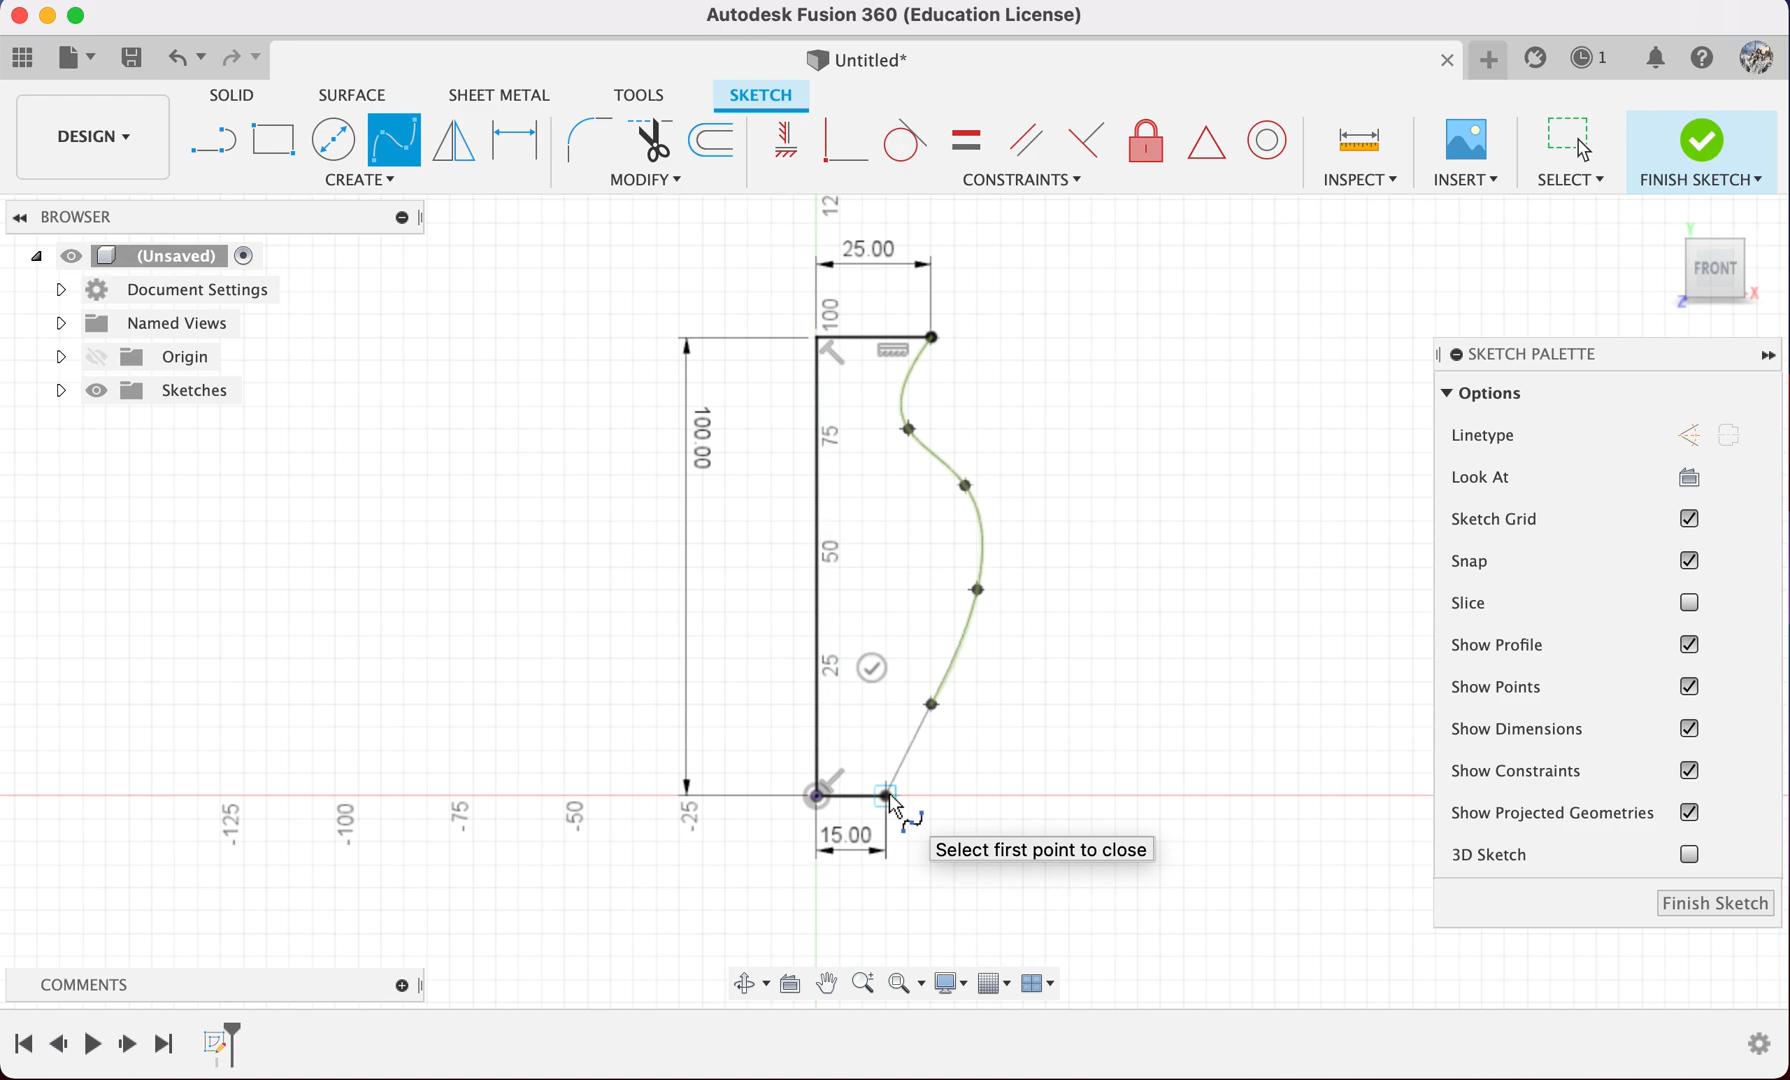 Autodesk Fusion 360 (Education License)
Untitled*
1
SOLID
SURFACE
SHEET METAL
TOOLS
SKETCH
DESIGN
CREATE
MODIFY
CONSTRAINTS
INSPECT
INSERT
SELECT
FINISH SKETCH
BROWSER
(Unsaved)
Document Settings
Named Views
Origin
Sketches
12
25.00
100
100.00
75
50
25
-125
-100
-75
-50
-25
15.00
Select first point to close
Y
FRONT
X
Z
SKETCH PALETTE
Options
Linetype
Look At
Sketch Grid
Snap
Slice
Show Profile
Show Points
Show Dimensions
Show Constraints
Show Projected Geometries
3D Sketch
Finish Sketch
COMMENTS